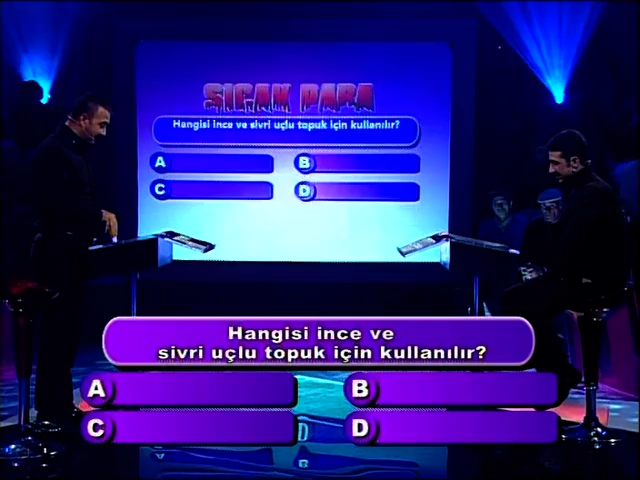 SICAK PARA
Hangisi ince ve sivri uçlu topuk için kullanılır?
A
B
C
D
Hangisi ince ve
sivri uçlu topuk için kullanılır?
A
B
C
D